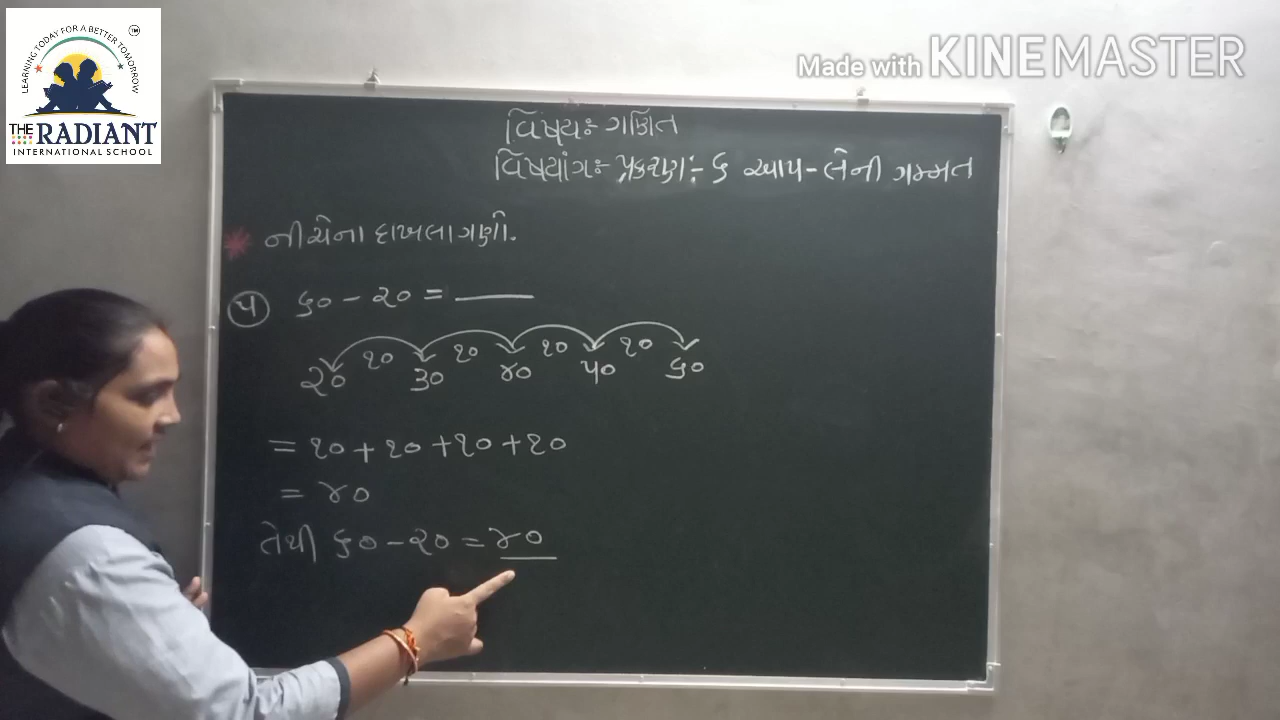 LEARNING TODAY FOR A BETTER TOMORROW
TM
THE RADIANT
INTERNATIONAL SCHOOL
Made with KINEMASTER
વિષય:- ગણિત
વિષયાંગ:- પ્રકરણ:- ૬ આપ-લેની ગમ્મત
* નીચેના દાખલા ગણો.
૫ ૬૦ - ૨૦ = ____
૧૦ ૧૦ ૧૦ ૧૦
૨૦ ૩૦ ૪૦ ૫૦ ૬૦
= ૧૦ + ૧૦ + ૧૦ + ૧૦
= ૪૦
તેથી ૬૦ - ૨૦ = ૪૦